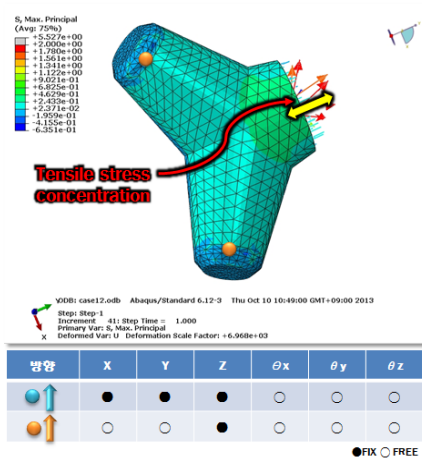 S, Max. Principal
(Avg: 75%)
+5.527e+00
+2.000e+00
+1.780e+00
+1.561e+00
+1.341e+00
+1.122e+00
+9.021e-01
+6.825e-01
+4.629e-01
+2.433e-01
+2.371e-02
-1.959e-01
-4.155e-01
-6.351e-01
Tensile stress
concentration
ODB: case12.odb Abaqus/Standard 6.12-3 Thu Oct 10 10:49:00 GMT+09:00 2013
Step: Step-1
Increment 41: Step Time = 1.000
Primary Var: S, Max. Principal
Deformed Var: U Deformation Scale Factor: +6.968e+03
X
방향 X Y Z Θx θy θz
● ● ● ○ ○ ○
○ ○ ● ○ ○ ○
●FIX ○ FREE